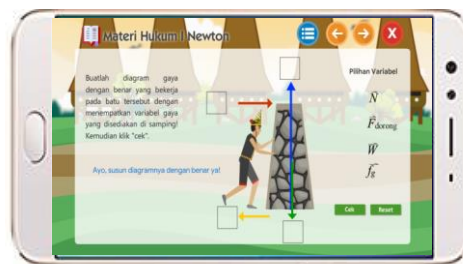 Materi Hukum I Newton
X
Buatlah diagram gaya
dengan benar yang bekerja
pada batu tersebut dengan
menempatkan variabel gaya
yang disediakan di samping!
Kemudian klik "cek".
Ayo, susun diagramnya dengan benar ya!
Pilihan Variabel
N⃗
F⃗dorong
W⃗
f⃗g
Cek
Reset